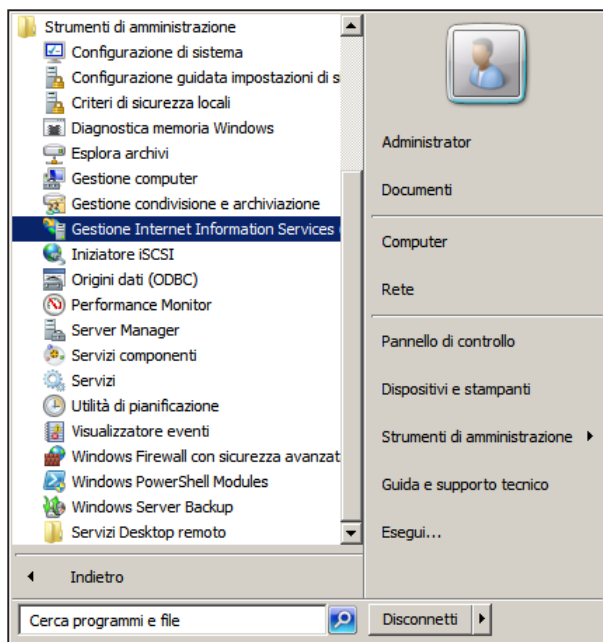 Strumenti di amministrazione
Configurazione di sistema
Configurazione guidata impostazioni di s
Criteri di sicurezza locali
Diagnostica memoria Windows
Esplora archivi
Gestione computer
Gestione condivisione e archiviazione
Gestione Internet Information Services (
Iniziatore iSCSI
Origini dati (ODBC)
Performance Monitor
Server Manager
Servizi componenti
Servizi
Utilità di pianificazione
Visualizzatore eventi
Windows Firewall con sicurezza avanzat
Windows PowerShell Modules
Windows Server Backup
Servizi Desktop remoto
Indietro
Cerca programmi e file
Administrator
Documenti
Computer
Rete
Pannello di controllo
Dispositivi e stampanti
Strumenti di amministrazione
Guida e supporto tecnico
Esegui...
Disconnetti